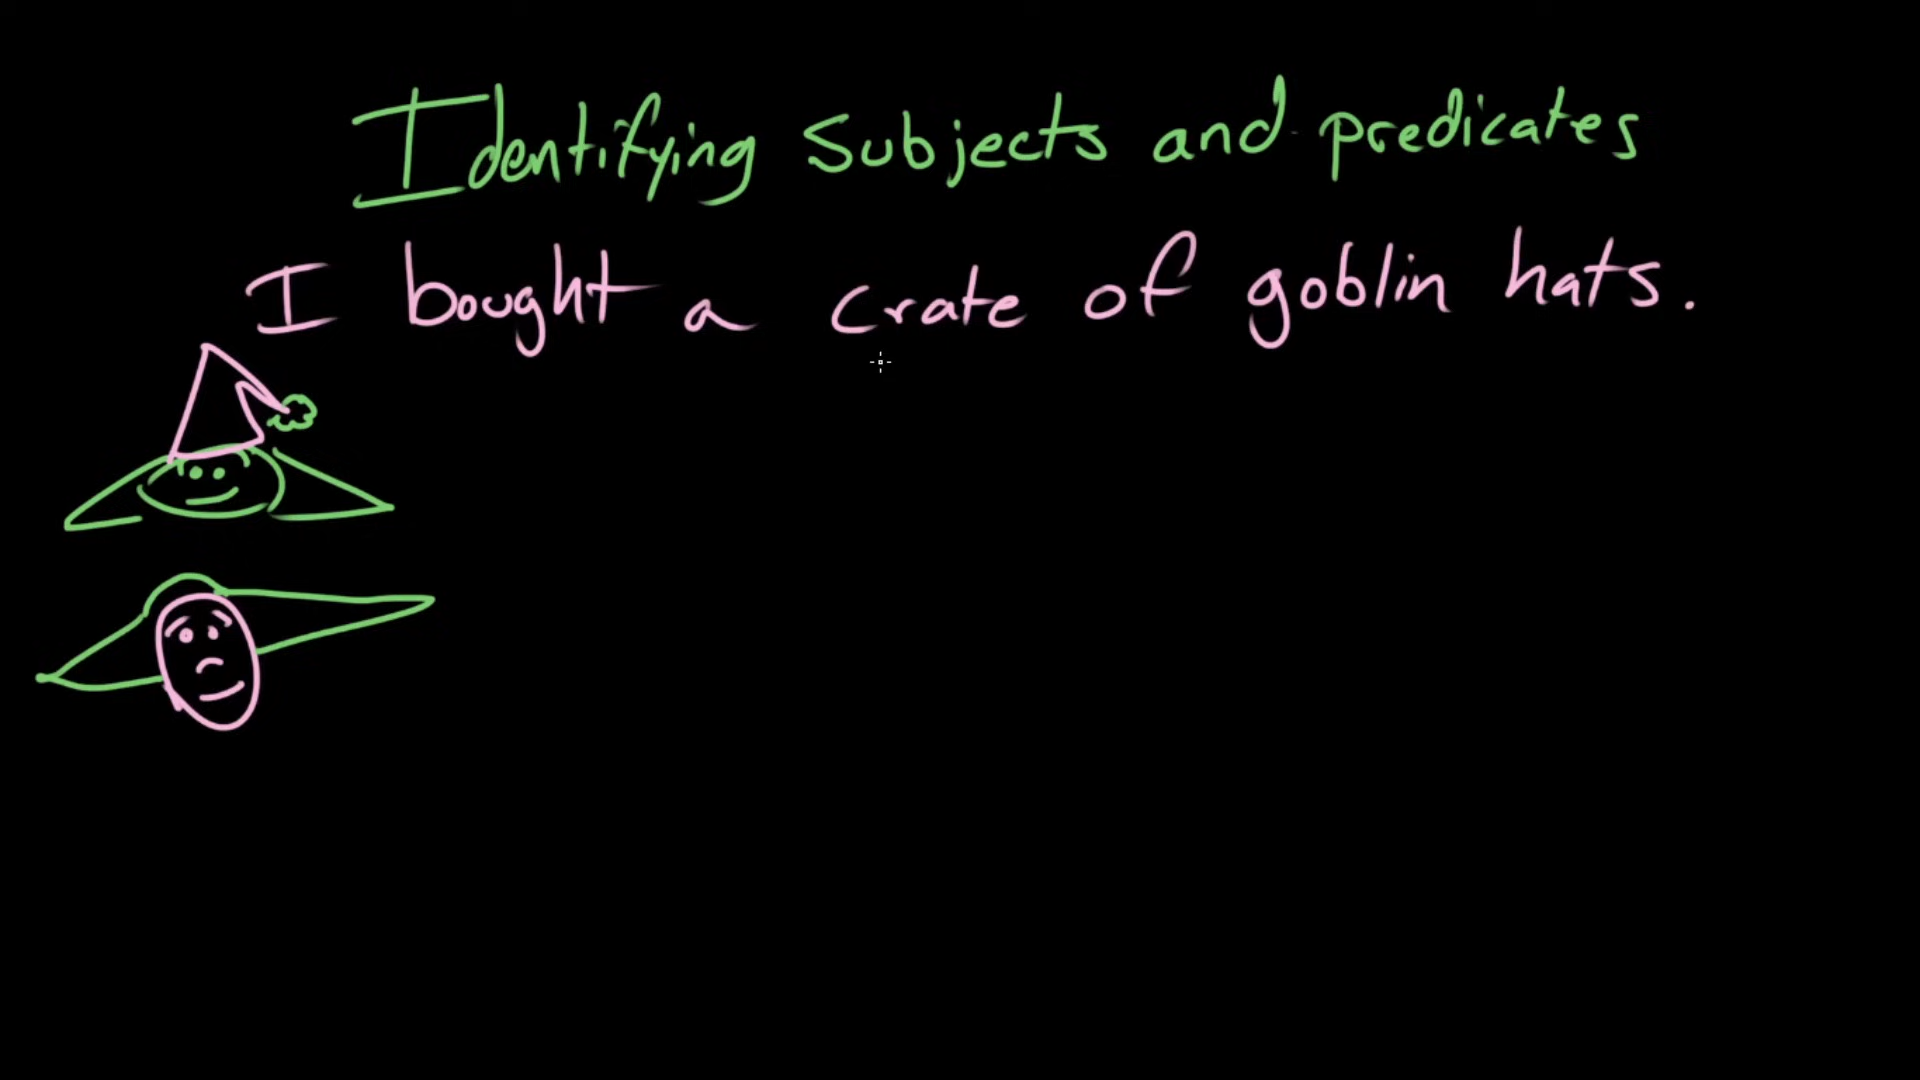 Identifying subjects and predicates
I bought a crate of goblin hats.